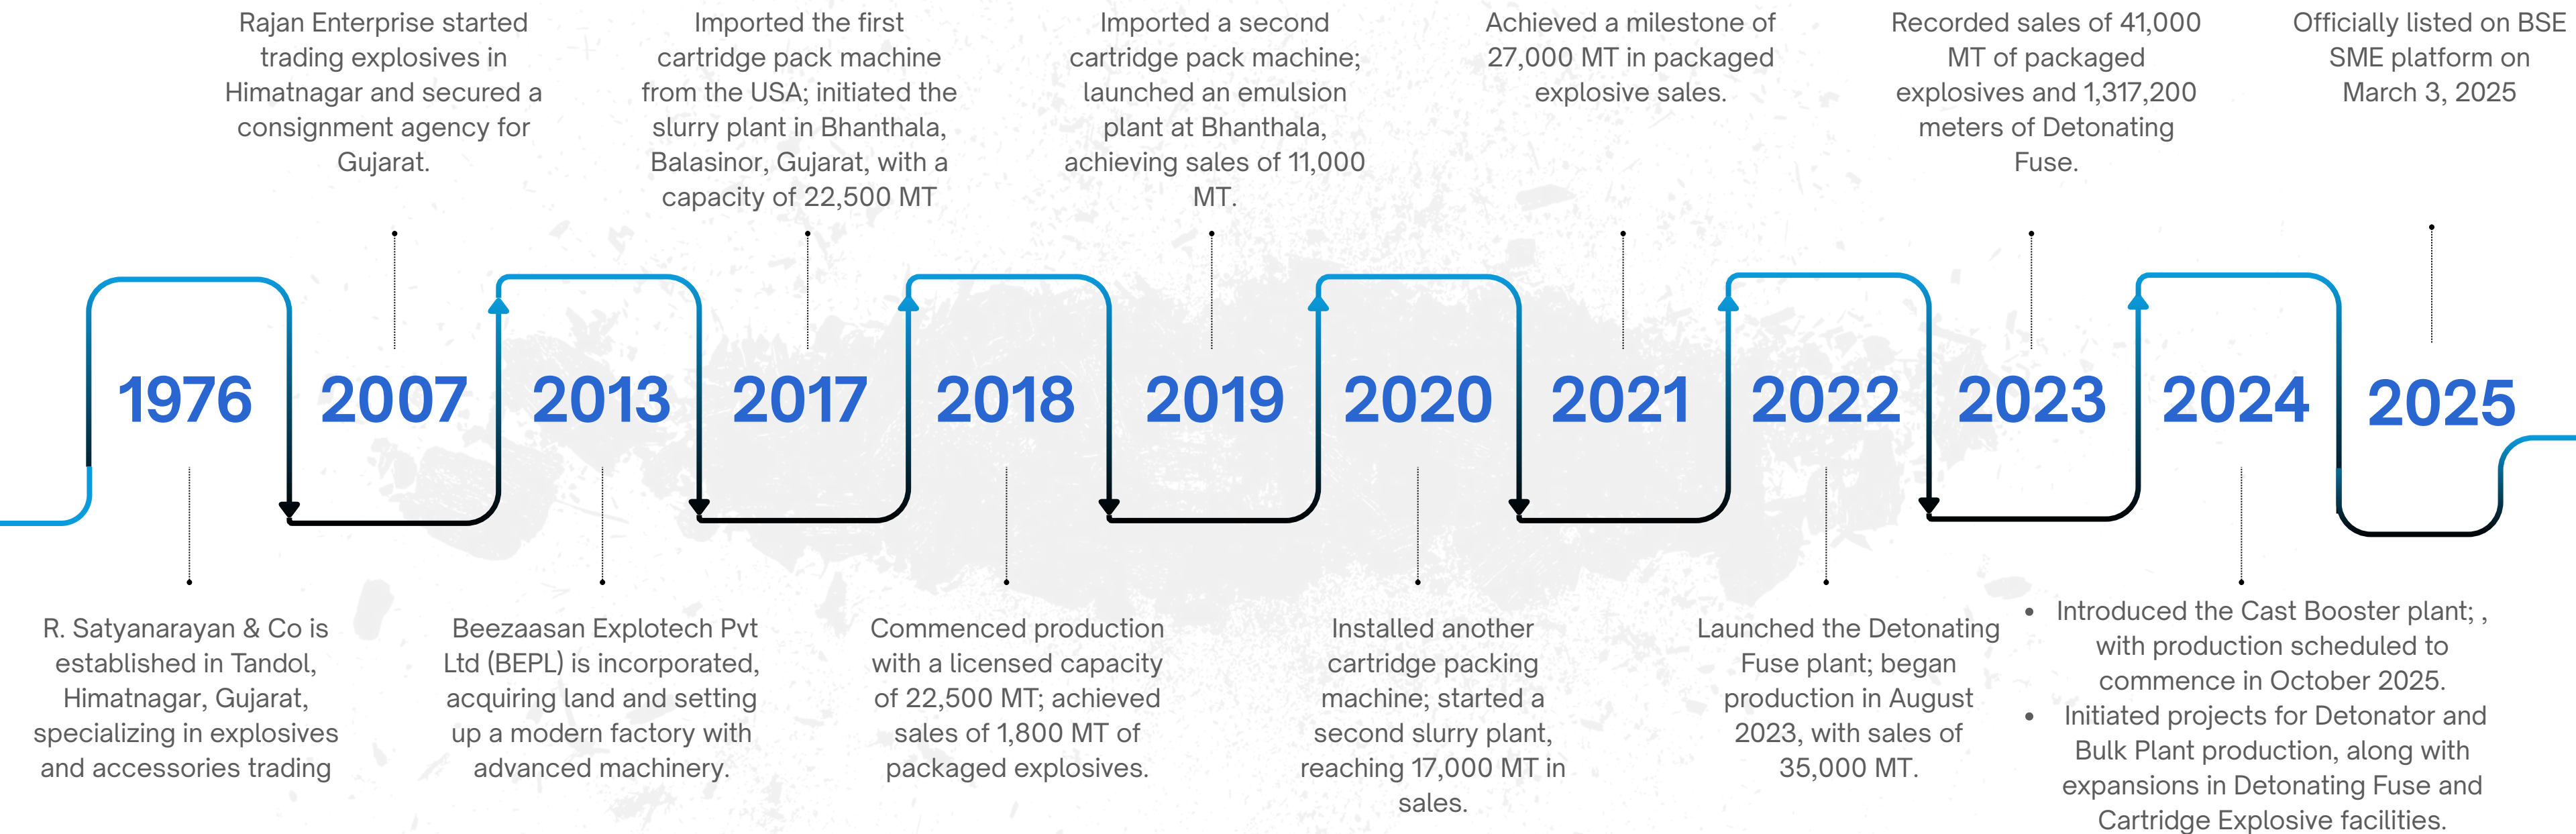 Rajan Enterprise started
trading explosives in
Himatnagar and secured a
consignment agency for
Gujarat.
Imported the first
cartridge pack machine
from the USA; initiated the
slurry plant in Bhanthala,
Balasinor, Gujarat, with a
capacity of 22,500 MT
Imported a second
cartridge pack machine;
launched an emulsion
plant at Bhanthala,
achieving sales of 11,000
MT.
Achieved a milestone of
27,000 MT in packaged
explosive sales.
Recorded sales of 41,000
MT of packaged
explosives and 1,317,200
meters of Detonating
Fuse.
Officially listed on BSE
SME platform on
March 3, 2025
1976
2007
2013
2017
2018
2019
2020
2021
2022
2023
2024
2025
R. Satyanarayan & Co is
established in Tandol,
Himatnagar, Gujarat,
specializing in explosives
and accessories trading
Beezaasan Explotech Pvt
Ltd (BEPL) is incorporated,
acquiring land and setting
up a modern factory with
advanced machinery.
Commenced production
with a licensed capacity
of 22,500 MT; achieved
sales of 1,800 MT of
packaged explosives.
Installed another
cartridge packing
machine; started a
second slurry plant,
reaching 17,000 MT in
sales.
Launched the Detonating
Fuse plant; began
production in August
2023, with sales of
35,000 MT.
• Introduced the Cast Booster plant; ,
with production scheduled to
commence in October 2025.
• Initiated projects for Detonator and
Bulk Plant production, along with
expansions in Detonating Fuse and
Cartridge Explosive facilities.